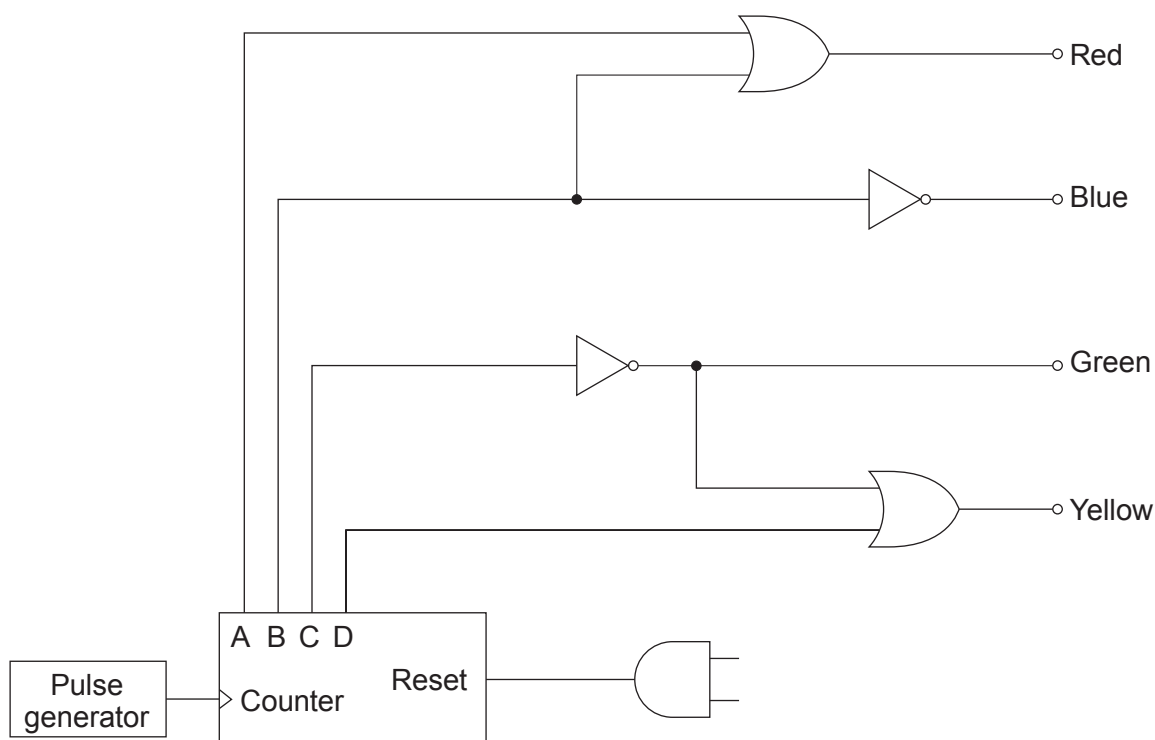 Red
Blue
Green
Yellow
A B C D
Reset
Counter
Pulse
generator